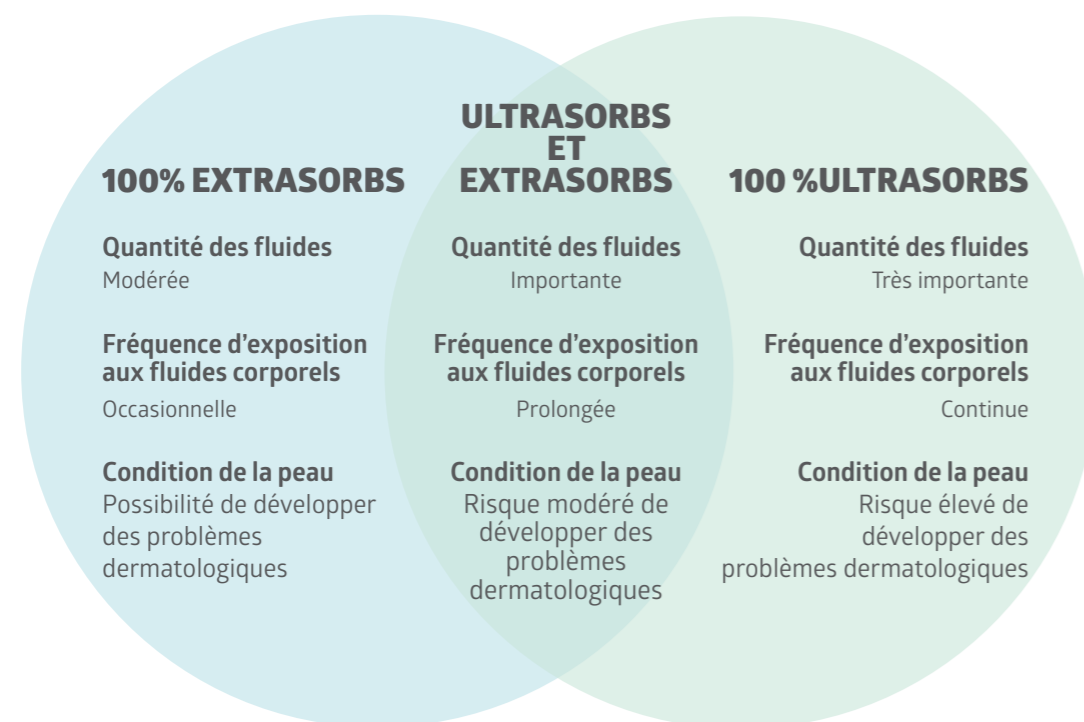 100% EXTRASORBS
Quantité des fluides
Modérée
Fréquence d'exposition
aux fluides corporels
Occasionnelle
Condition de la peau
Possibilité de développer
des problèmes
dermatologiques
ULTRASORBS
ET
EXTRASORBS
Quantité des fluides
Importante
Fréquence d'exposition
aux fluides corporels
Prolongée
Condition de la peau
Risque modéré de
développer des
problèmes
dermatologiques
100 %ULTRASORBS
Quantité des fluides
Très importante
Fréquence d'exposition
aux fluides corporels
Continue
Condition de la peau
Risque élevé de
développer des
problèmes dermatologiques